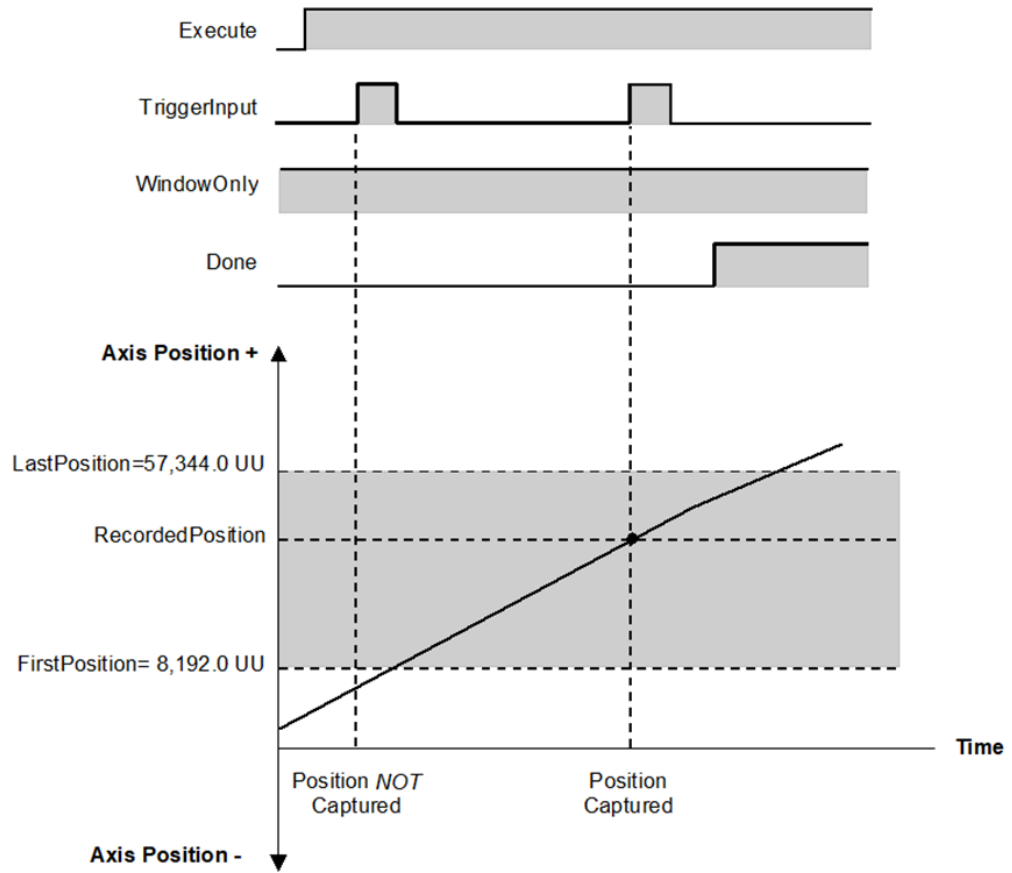 Execute
TriggerInput
WindowOnly
Done
Axis Position +
LastPosition=57,344.0 UU
RecordedPosition
FirstPosition= 8,192.0 UU
Time
Position NOT
Captured
Position
Captured
Axis Position -